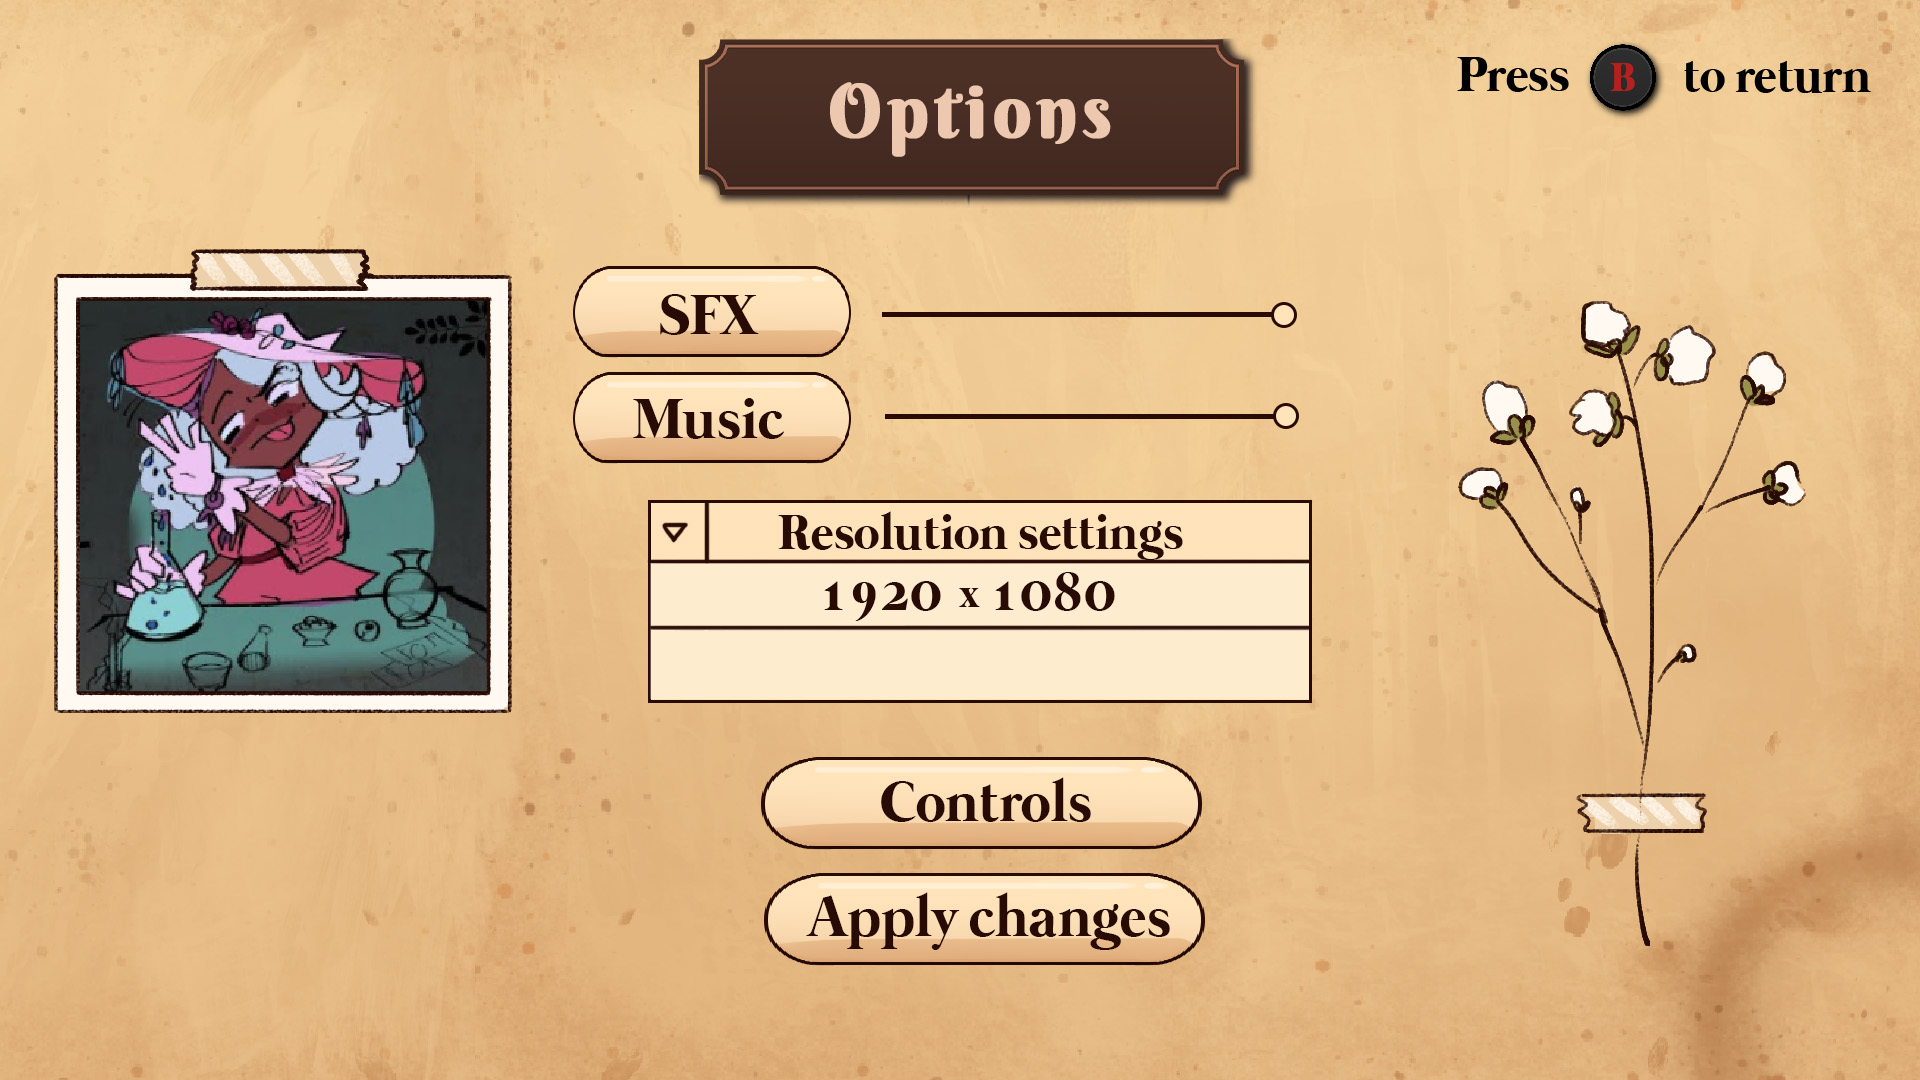 Options
Press B to return
SFX
Music
Resolution settings
1920 x 1080
Controls
Apply changes